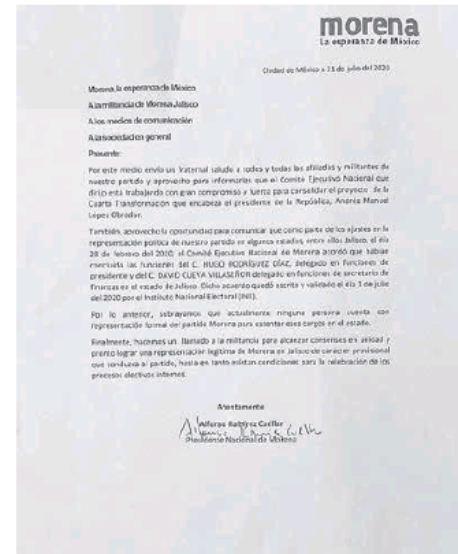 morena
La esperanza de México
Ciudad de México a 13 de julio del 2020
Morena, la esperanza de México
A la militancia de Morena Jalisco
A los medios de comunicación
A la sociedad en general
Presente:
Por este medio envío un fraternal saludo a todos y todas las afiliadas y militantes de
nuestro partido y aprovecho para informarles que el Comité Ejecutivo Nacional que
dirijo está trabajando con gran compromiso y fuerza para consolidar el proyecto de la
Cuarta Transformación que encabeza el presidente de la República, Andrés Manuel
López Obrador.
También, aprovecho la oportunidad para comunicar que como parte de los ajustes en la
representación política de nuestro partido en algunos estados, entre ellos Jalisco, el día
28 de febrero del 2020, el Comité Ejecutivo Nacional de Morena acordó que habían
concluido las funciones del C. HUGO RODRÍGUEZ DÍAZ, delegado en funciones de
presidente y del C. DAVID CUEVA VILLASEÑOR delegado en funciones de secretario de
finanzas en el estado de Jalisco. Dicho acuerdo quedó escrito y validado el día 1 de julio
del 2020 por el Instituto Nacional Electoral (INE).
Por lo anterior, subrayamos que actualmente ninguna persona cuenta con
representación formal del partido Morena para ostentar esos cargos en el estado.
Finalmente, hacemos un llamado a la militancia para alcanzar consensos en unidad y
pronto lograr una representación legítima de Morena en Jalisco de carácter provisional
que conduzca al partido, hasta en tanto existan condiciones para la celebración de los
procesos electivos internos.
Atentamente
Alfonso Ramírez Cuéllar
Presidente Nacional de Morena